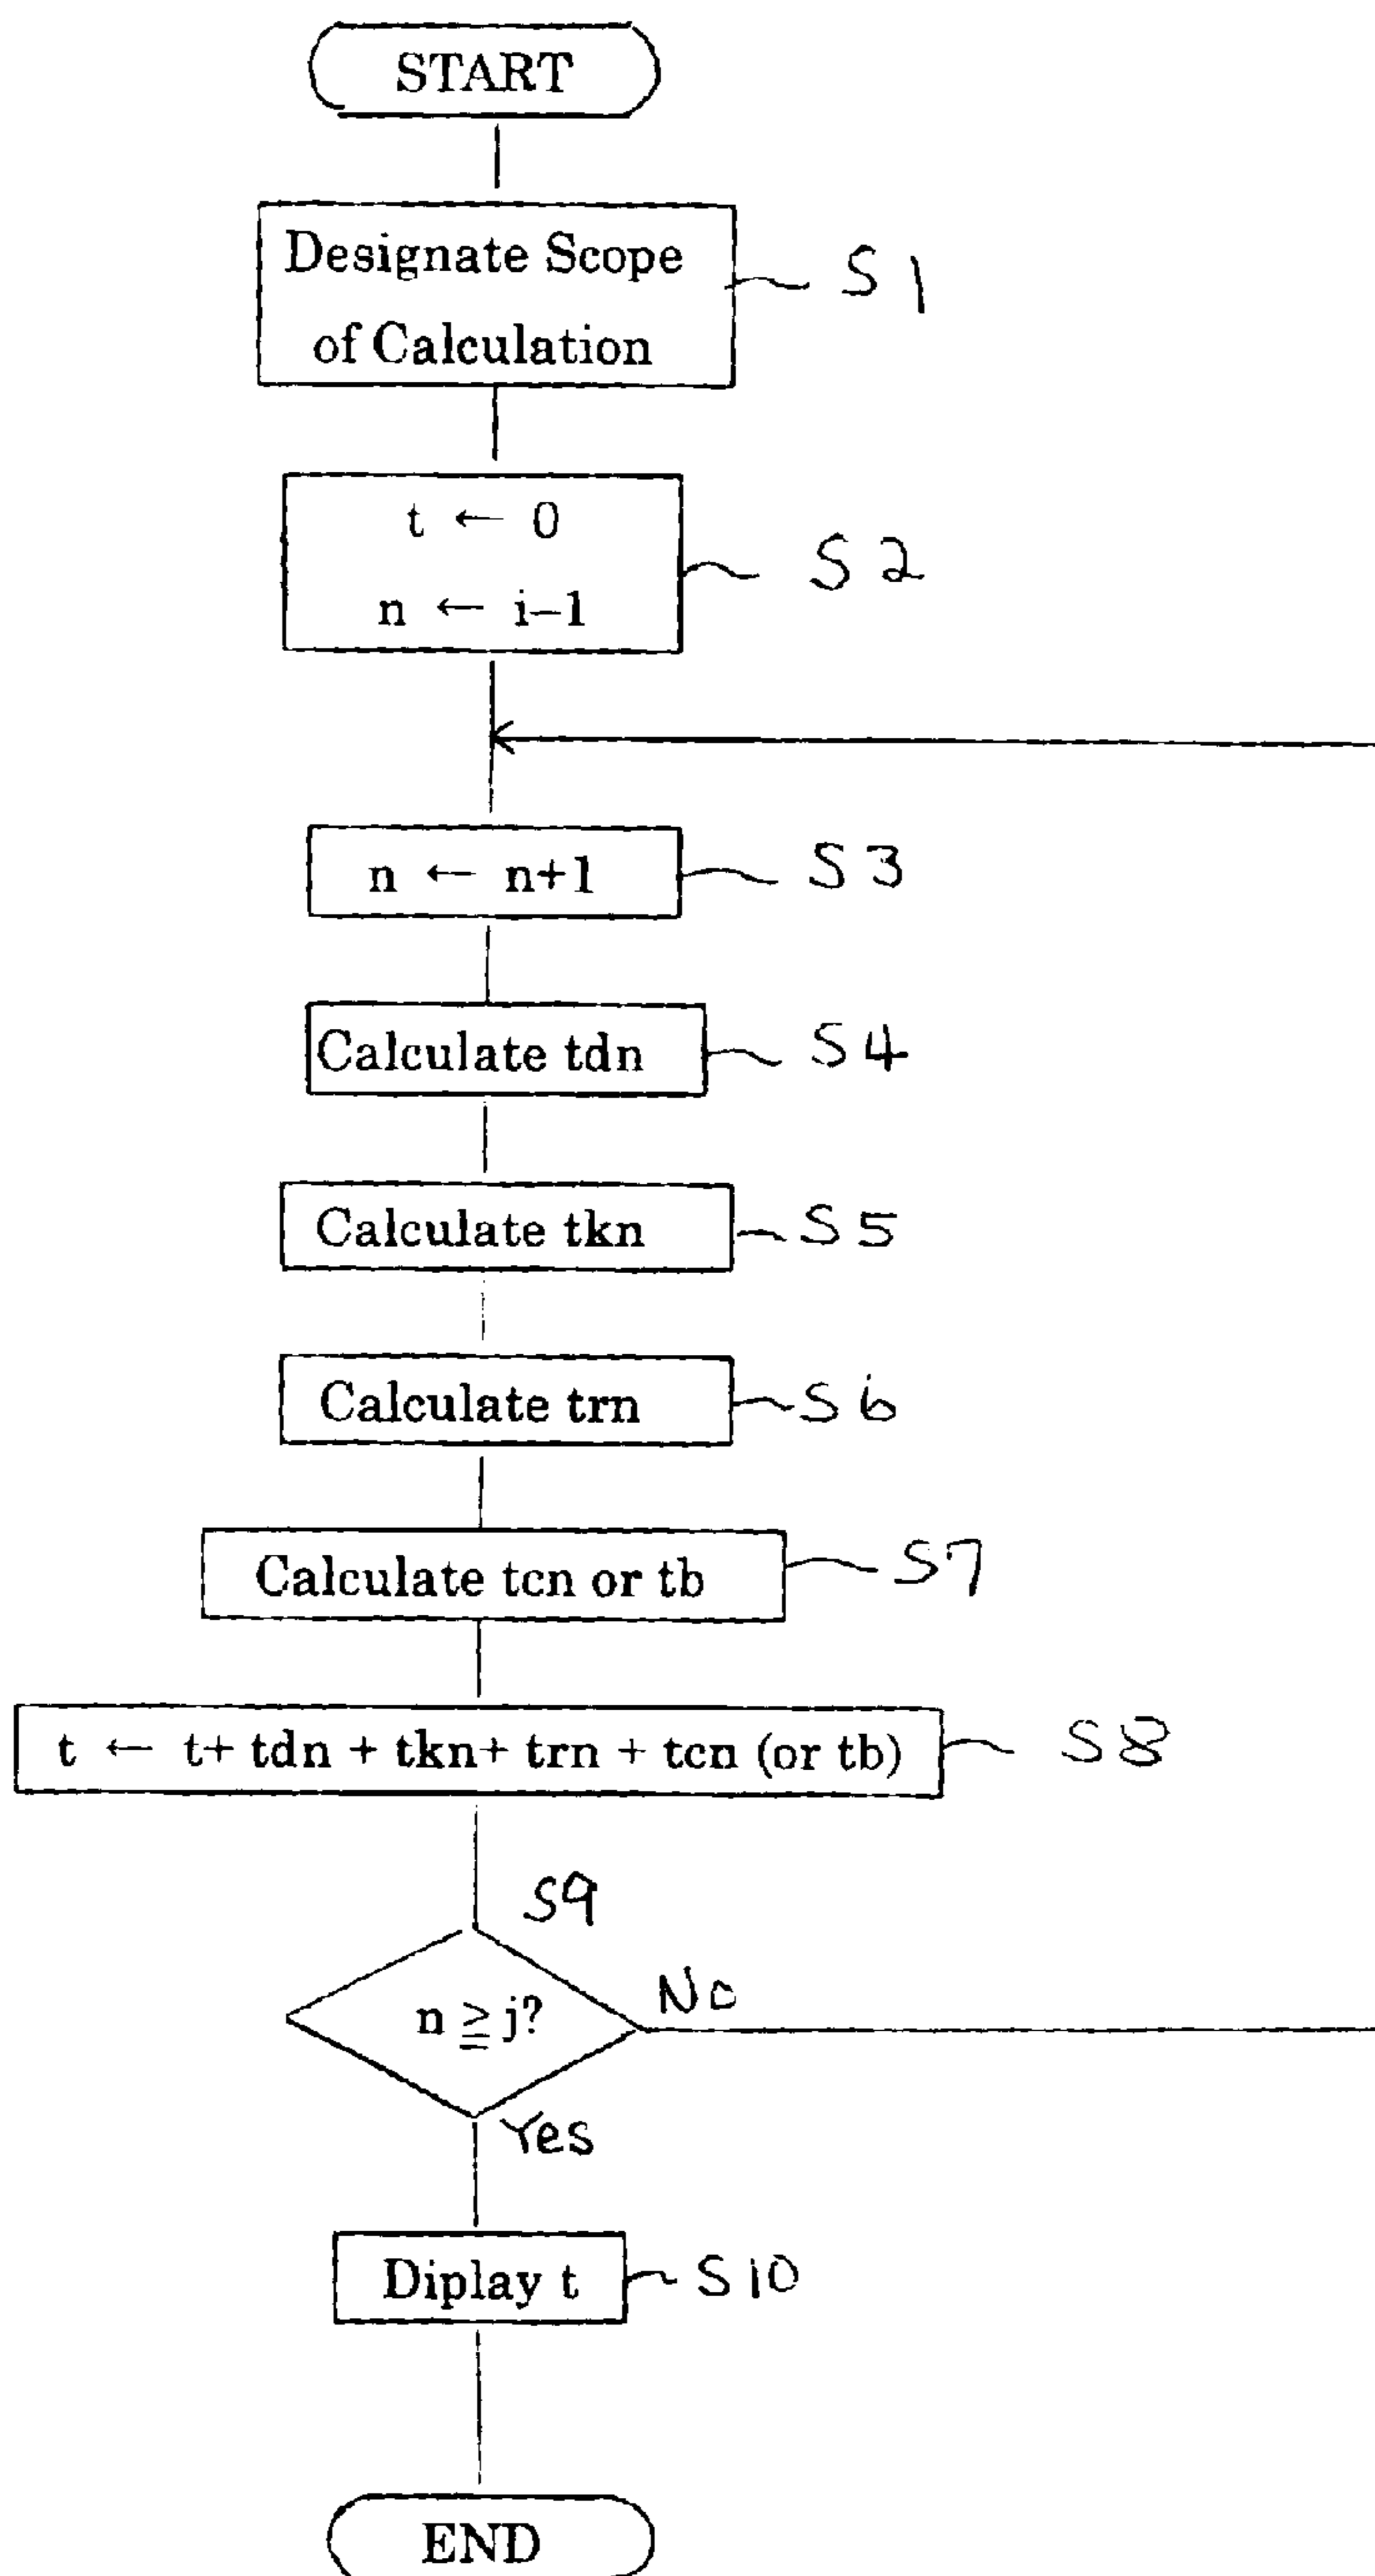 START
Designate Scope
of Calculation
S1
t ← 0
n ← i–1
S2
n ← n+1
S3
Calculate tdn
S4
Calculate tkn
S5
Calculate trn
S6
Calculate tcn or tb
S7
t ← t+ tdn + tkn+ trn + tcn (or tb)
S8
S9
n ≧ j?
No
Yes
Diplay t
S10
END